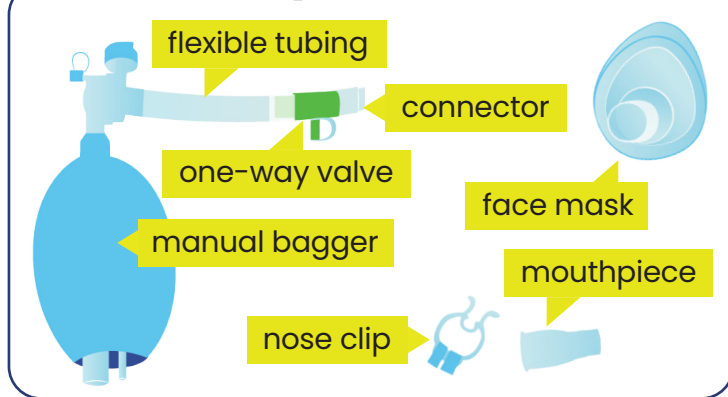 flexible tubing
connector
one-way valve
face mask
manual bagger
mouthpiece
nose clip